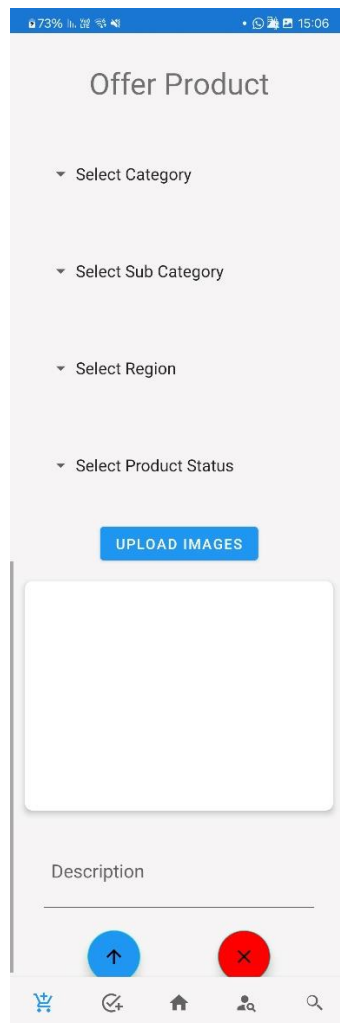 73% 15:06
Offer Product
Select Category
Select Sub Category
Select Region
Select Product Status
UPLOAD IMAGES
Description